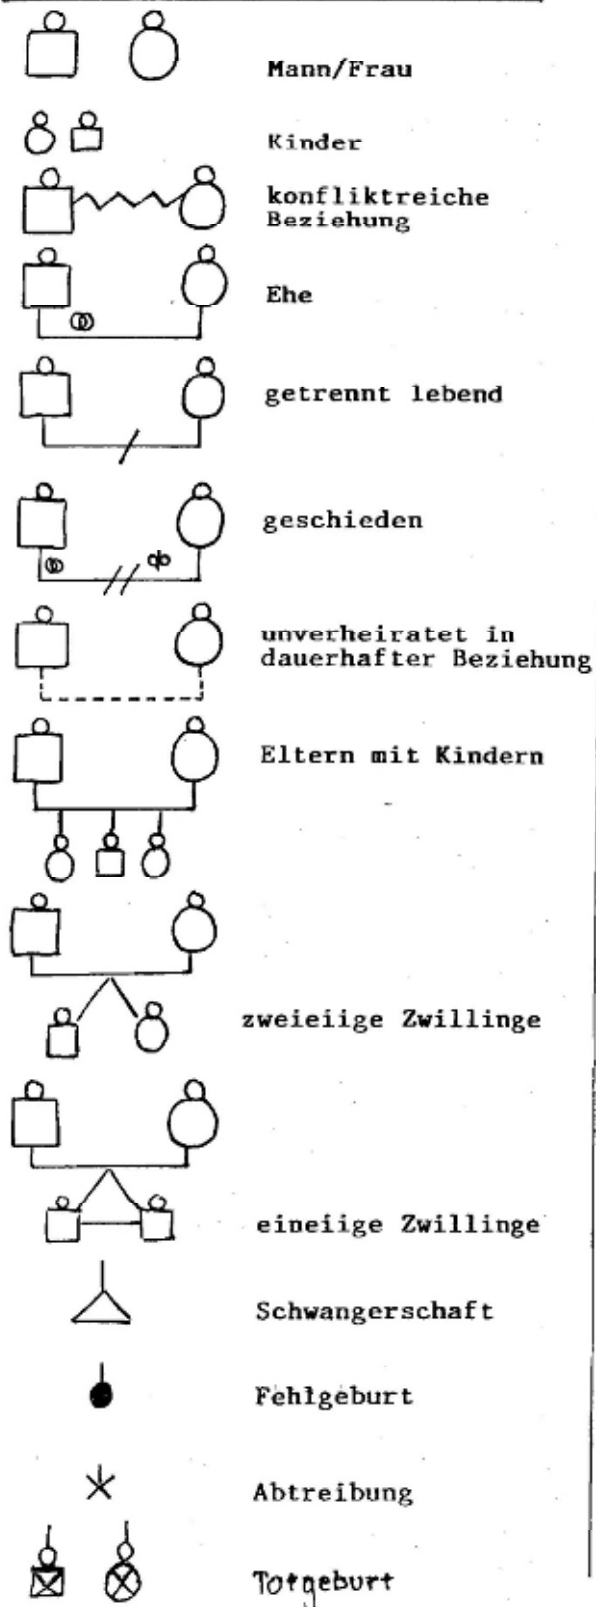 Mann/Frau
Kinder
konfliktreiche
Beziehung
Ehe
getrennt lebend
geschieden
unverheiratet in
dauerhafter Beziehung
Eltern mit Kindern
zweieiige Zwillinge
eineiige Zwillinge
Schwangerschaft
Fehlgeburt
Abtreibung
Totgeburt